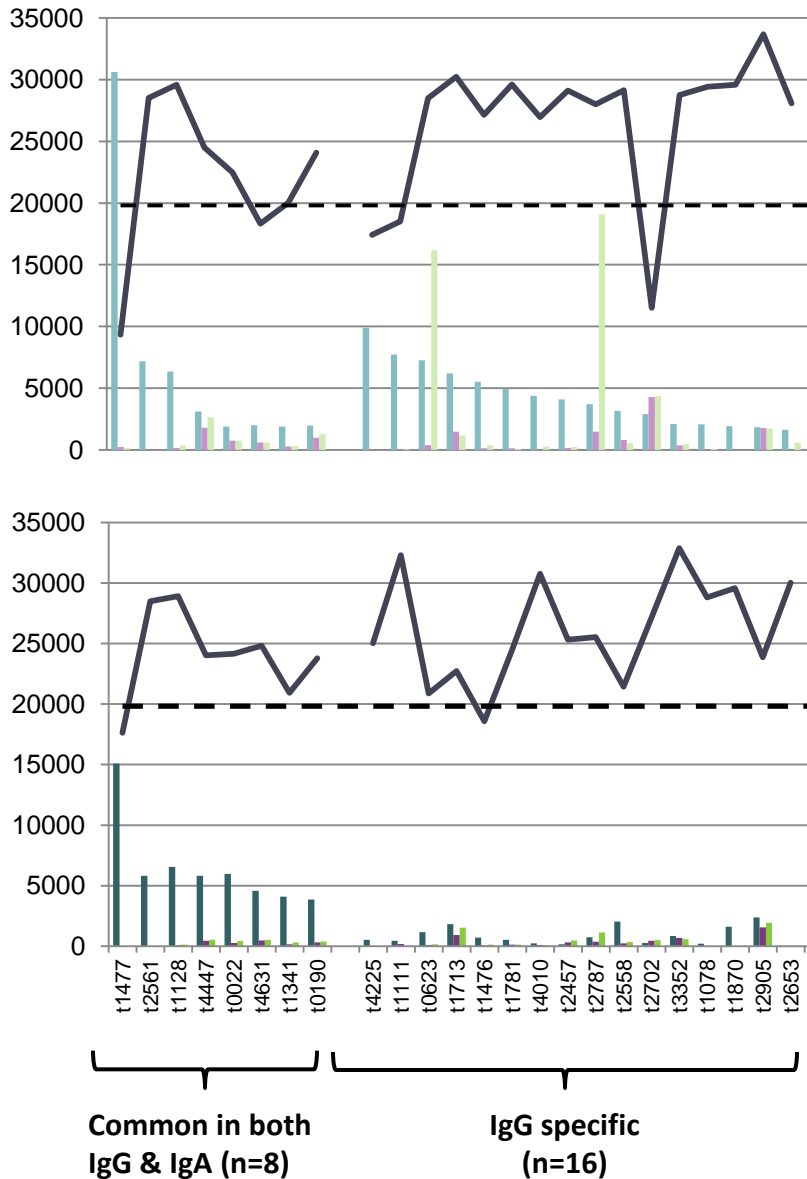 35000
30000
25000
20000
15000
10000
5000
0
35000
30000
25000
20000
15000
10000
5000
0
t1477
t2561
t1128
t4447
t0022
t4631
t1341
t0190
t4225
t1111
t0623
t1713
t1476
t1781
t4010
t2457
t2787
t2558
t2702
t3352
t1078
t1870
t2905
t2653
Common in both
IgG & IgA (n=8)
IgG specific
(n=16)